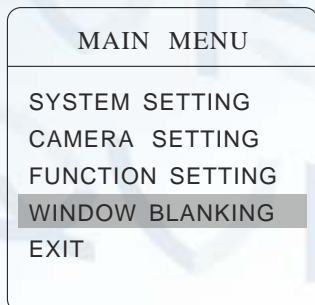 MAIN MENU
SYSTEM SETTING
CAMERA SETTING
FUNCTION SETTING
WINDOW BLANKING
EXIT